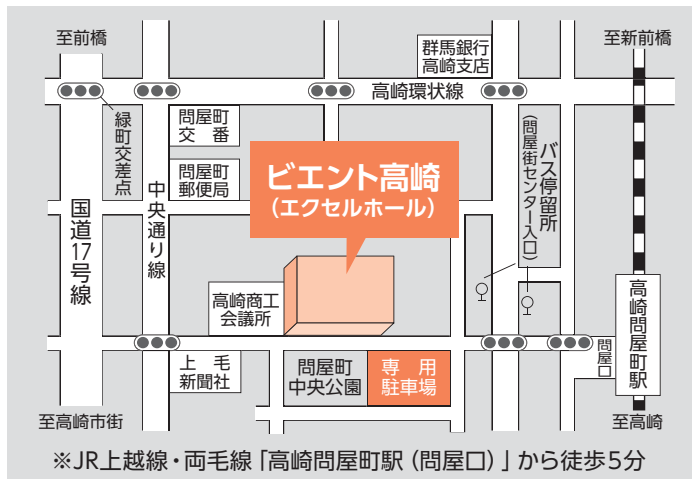 至前橋
群馬銀行
高崎支店
至新前橋
高崎環状線
緑町交差点
問屋町
交　番
問屋町
郵便局
ビエント高崎
（エクセルホール）
バス停留所
（問屋街センター入口）
国道17号線
中央通り線
高崎商工
会議所
高崎問屋町駅
問屋口
上　毛
新聞社
問屋町
中央公園
専　用
駐車場
至高崎市街
至高崎
※JR上越線・両毛線「高崎問屋町駅（問屋口）」から徒歩5分